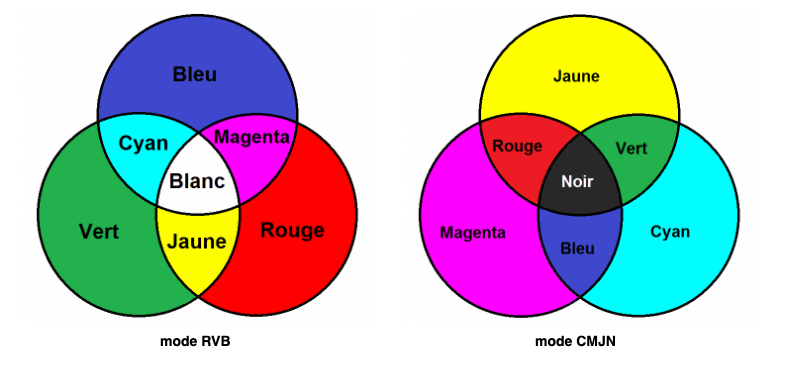 Bleu
Cyan
Magenta
Blanc
Vert
Jaune
Rouge
mode RVB
Jaune
Rouge
Vert
Noir
Magenta
Bleu
Cyan
mode CMJN